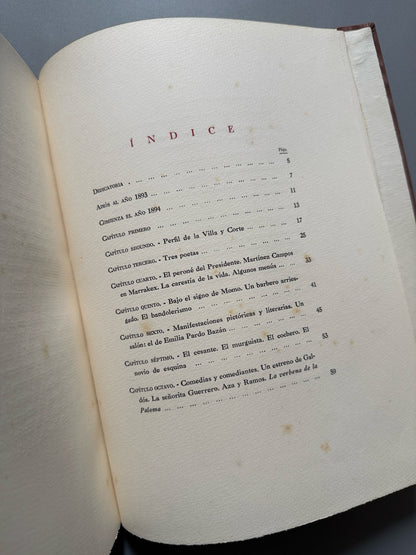 ÍNDICE
Págs.
DEDICATORIA ... ... ... ... ... ... ... ... ... ... ... 5
ADIÓS AL AÑO 1893 ... ... ... ... ... ... ... ... ... ... 7
COMIENZA EL AÑO 1894 ... ... ... ... ... ... ... ... ... 11
CAPÍTULO PRIMERO ... ... ... ... ... ... ... ... ... ... 13
CAPÍTULO SEGUNDO. - Perfil de la Villa y Corte ... ... ... ... 17
CAPÍTULO TERCERO. - Tres poetas ... ... ... ... ... ... ... 25
CAPÍTULO CUARTO. - El peroné del Presidente. Martínez Campos
en Marrakex. La carestía de la vida. Algunos menús ... ... 33
CAPÍTULO QUINTO. - Bajo el signo de Momo. Un barbero arries-
gado. El bandolerismo ... ... ... ... ... ... ... ... ... 41
CAPÍTULO SEXTO. - Manifestaciones pictóricas y literarias. Un
salón: el de Emilia Pardo Bazán ... ... ... ... ... ... ... 45
CAPÍTULO SÉPTIMO. - El cesante. El murguista. El cochero. El
novio de esquina ... ... ... ... ... ... ... ... ... ... 53
CAPÍTULO OCTAVO. - Comedias y comediantes. Un estreno de Gal-
dós. La señorita Guerrero. Aza y Ramos. La verbena de la
Paloma ... ... ... ... ... ... ... ... ... ... ... 59